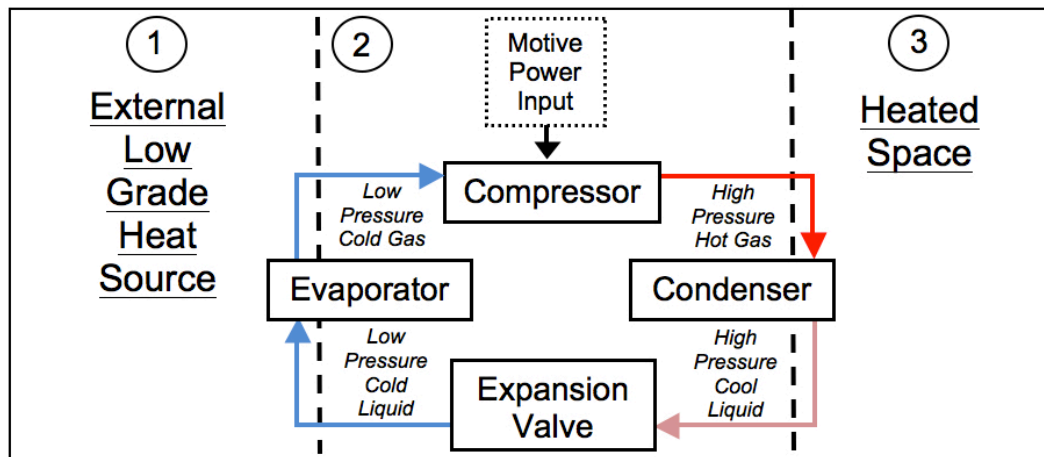 1
External
Low
Grade
Heat
Source
2
Motive
Power
Input
3
Heated
Space
Compressor
Low
Pressure
Cold Gas
High
Pressure
Hot Gas
Evaporator
Condenser
Low
Pressure
Cold
Liquid
Expansion
Valve
High
Pressure
Cool
Liquid